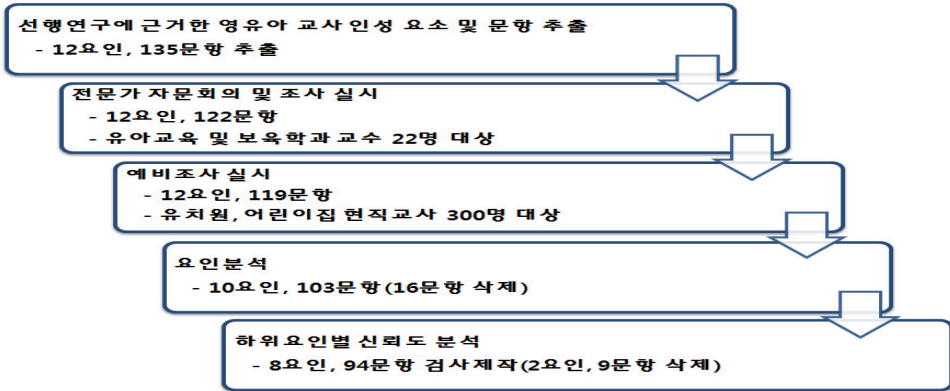 선행연구에 근거한 영유아 교사 인성 요소 및 문항 추출
- 12요인, 135문항 추출
전문가 자문회의 및 조사 실시
- 12요인, 122문항
- 유아교육 및 보육학과 교수 22명 대상
예비조사 실시
- 12요인, 119문항
- 유치원, 어린이집 현직교사 300명 대상
요인분석
- 10요인, 103문항(16문항 삭제)
하위요인별 신뢰도 분석
- 8요인, 94문항 검사제작(2요인, 9문항 삭제)